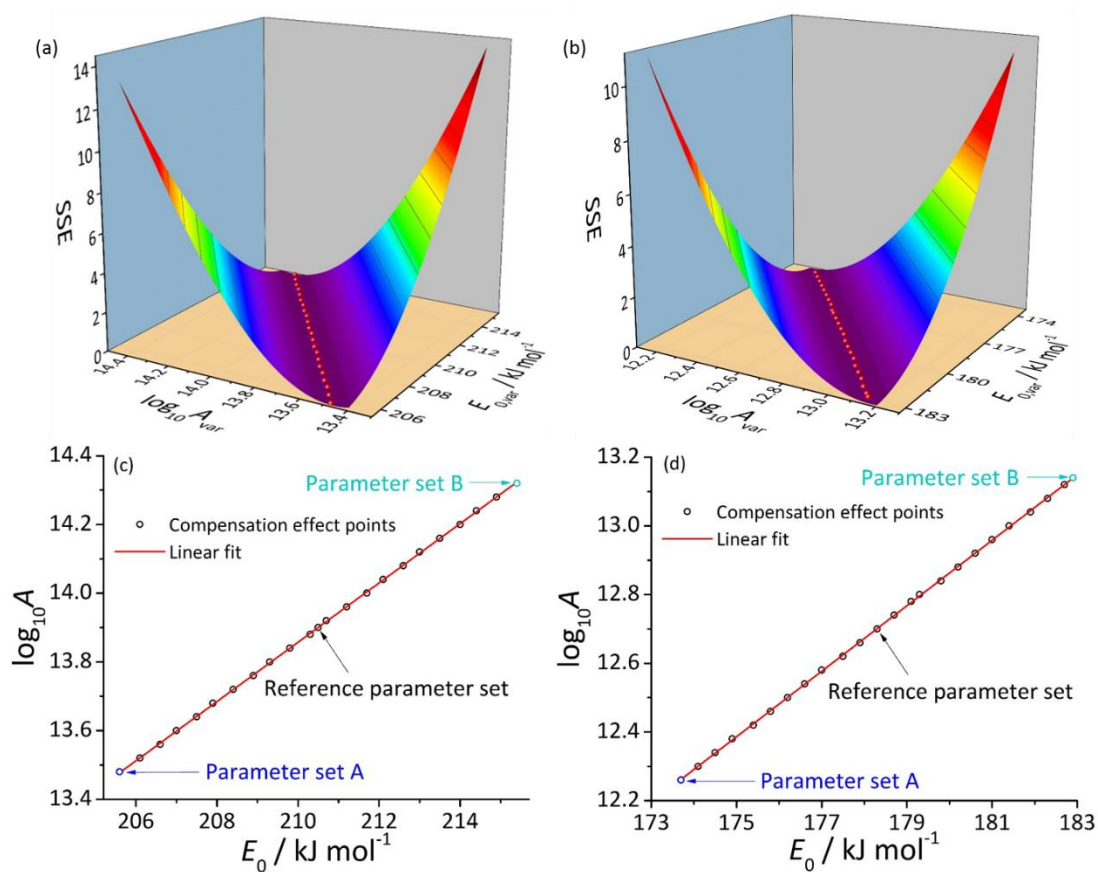 (a)
14
12
10
8
6
4
2
0
SSE
14.4
14.2
14.0
13.8
13.6
13.4
log10 Avar
214
212
210
208
206
E0,var / kJ mol-1
(b)
10
8
6
4
2
0
SSE
12.2
12.4
12.6
12.8
13.0
13.2
log10 Avar
174
177
180
183
E0,var / kJ mol-1
(c)
14.4
14.2
14.0
13.8
13.6
13.4
log10A
Parameter set B
Compensation effect points
Linear fit
Reference parameter set
Parameter set A
206 208 210 212 214
E0 / kJ mol-1
(d)
13.2
13.0
12.8
12.6
12.4
12.2
log10A
Parameter set B
Compensation effect points
Linear fit
Reference parameter set
Parameter set A
173 175 177 179 181 183
E0 / kJ mol-1